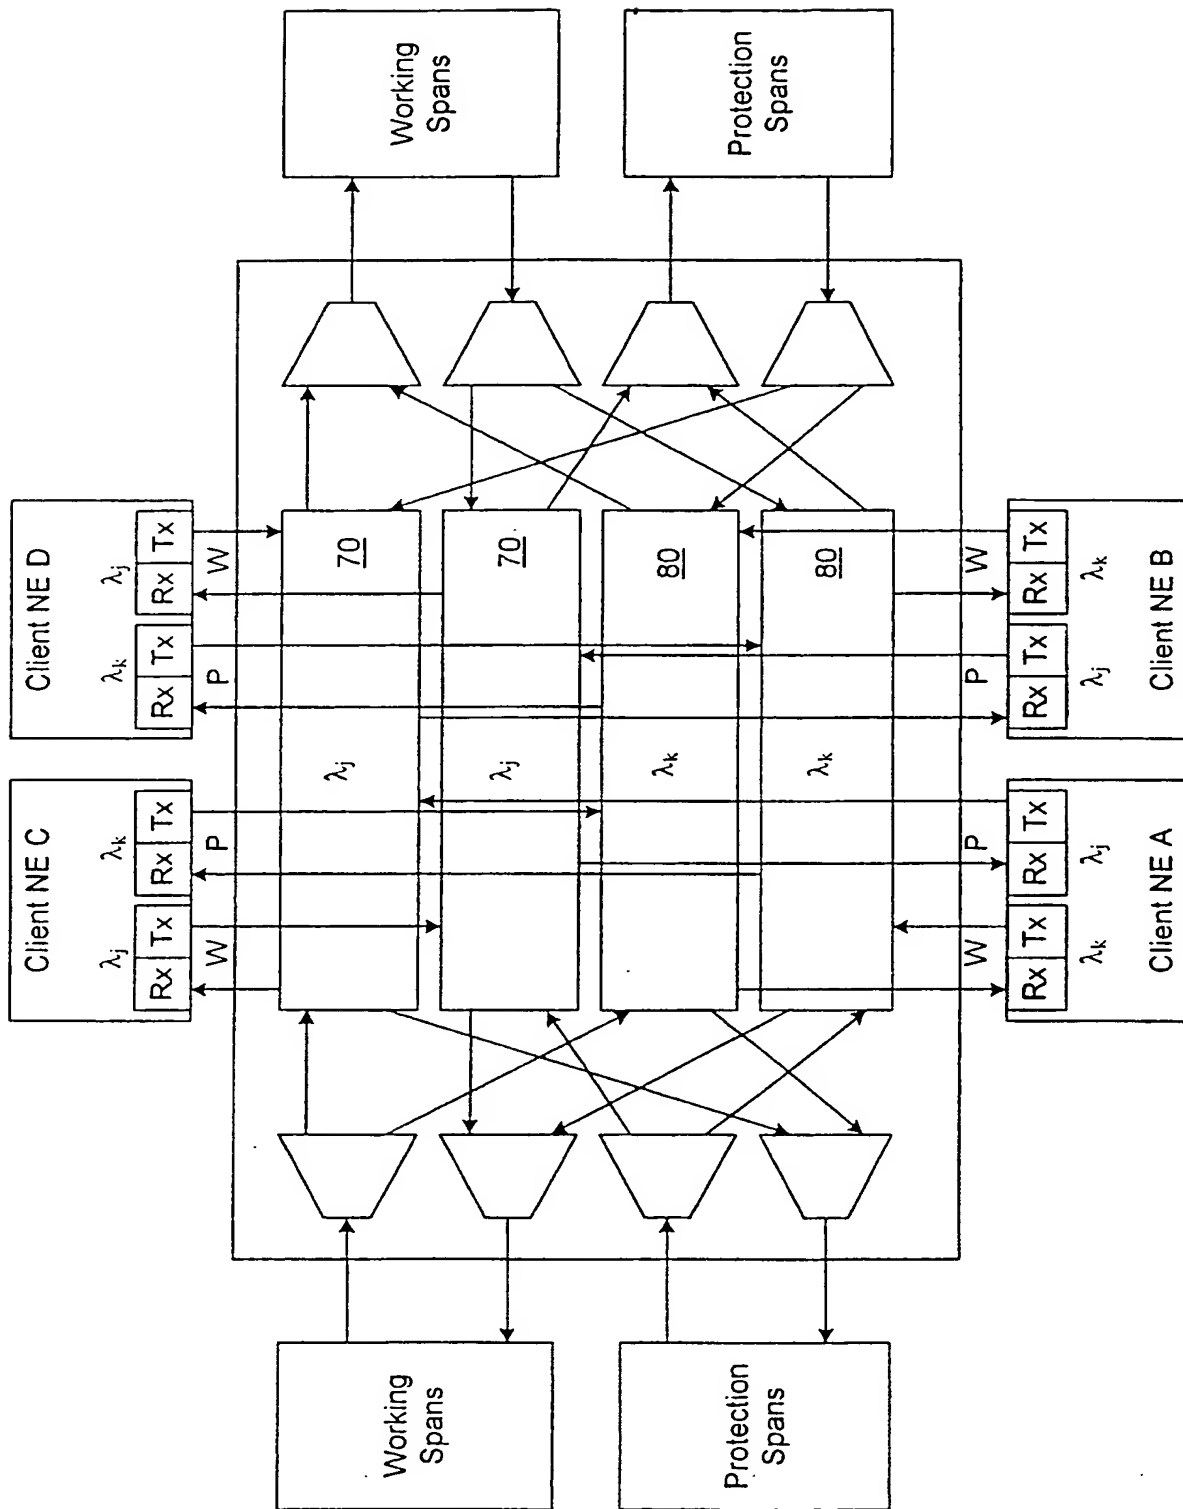 Client NE C
Client NE D
λj
λk
λk
λj
Rx Tx
Rx Tx
Rx Tx
Rx Tx
W
P
P
W
Working
Spans
λj
70
Working
Spans
λj
70
Protection
Spans
λk
80
Protection
Spans
λk
80
W
P
P
W
Rx Tx
Rx Tx
Rx Tx
Rx Tx
λk
λj
λj
λk
Client NE A
Client NE B